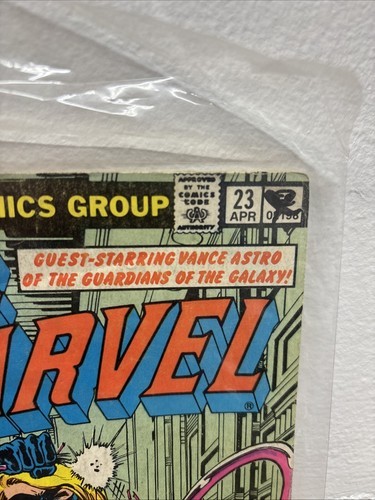 MICS GROUP
APPROVED
BY THE
COMICS
CODE
AUTHORITY
23
APR
GUEST-STARRING VANCE ASTRO
OF THE GUARDIANS OF THE GALAXY!
ARVEL
®